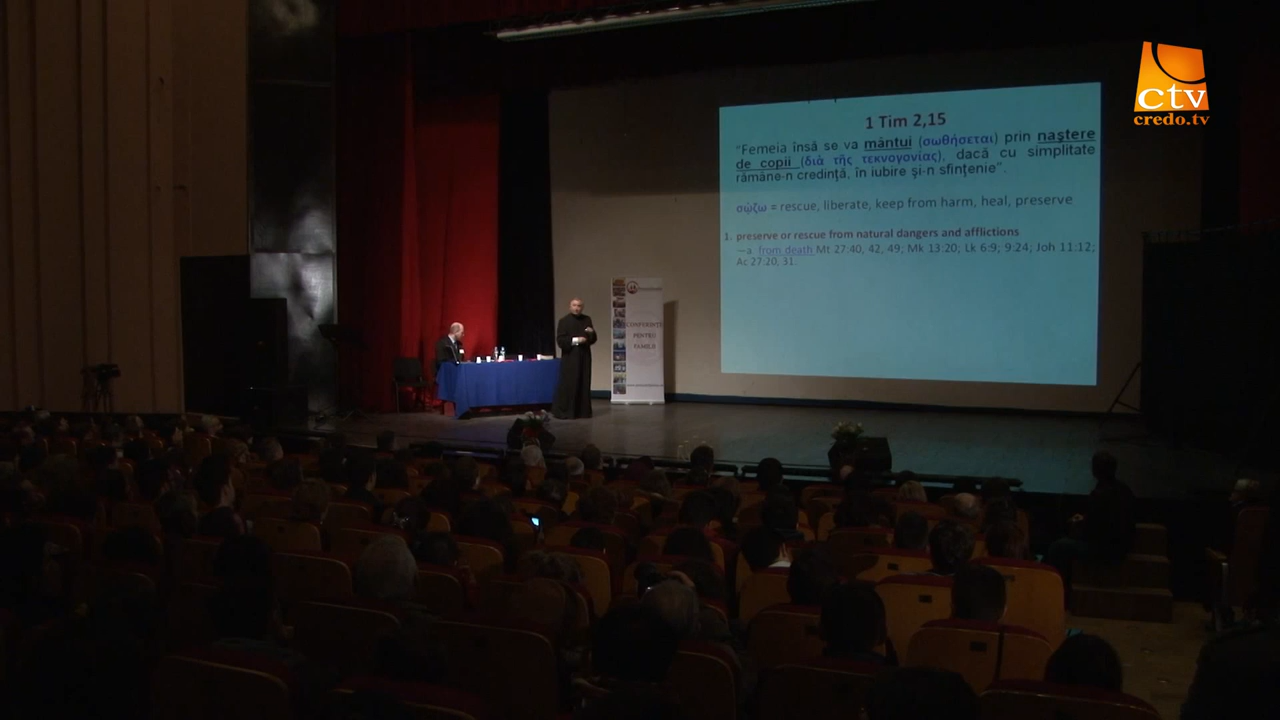 ctv
credo.tv
1 Tim 2,15
"Femeia însă se va mântui (σωθήσεται) prin naştere
de copii (διὰ τῆς τεκνογονίας), dacă cu simplitate
rămâne-n credinţă, în iubire şi-n sfinţenie".
σῴζω = rescue, liberate, keep from harm, heal, preserve
1. preserve or rescue from natural dangers and afflictions
—a. from death Mt 27:40, 42, 49; Mk 13:20; Lk 6:9; 9:24; Joh 11:12;
Ac 27:20, 31.
CONFERINŢE
PENTRU
FAMILII